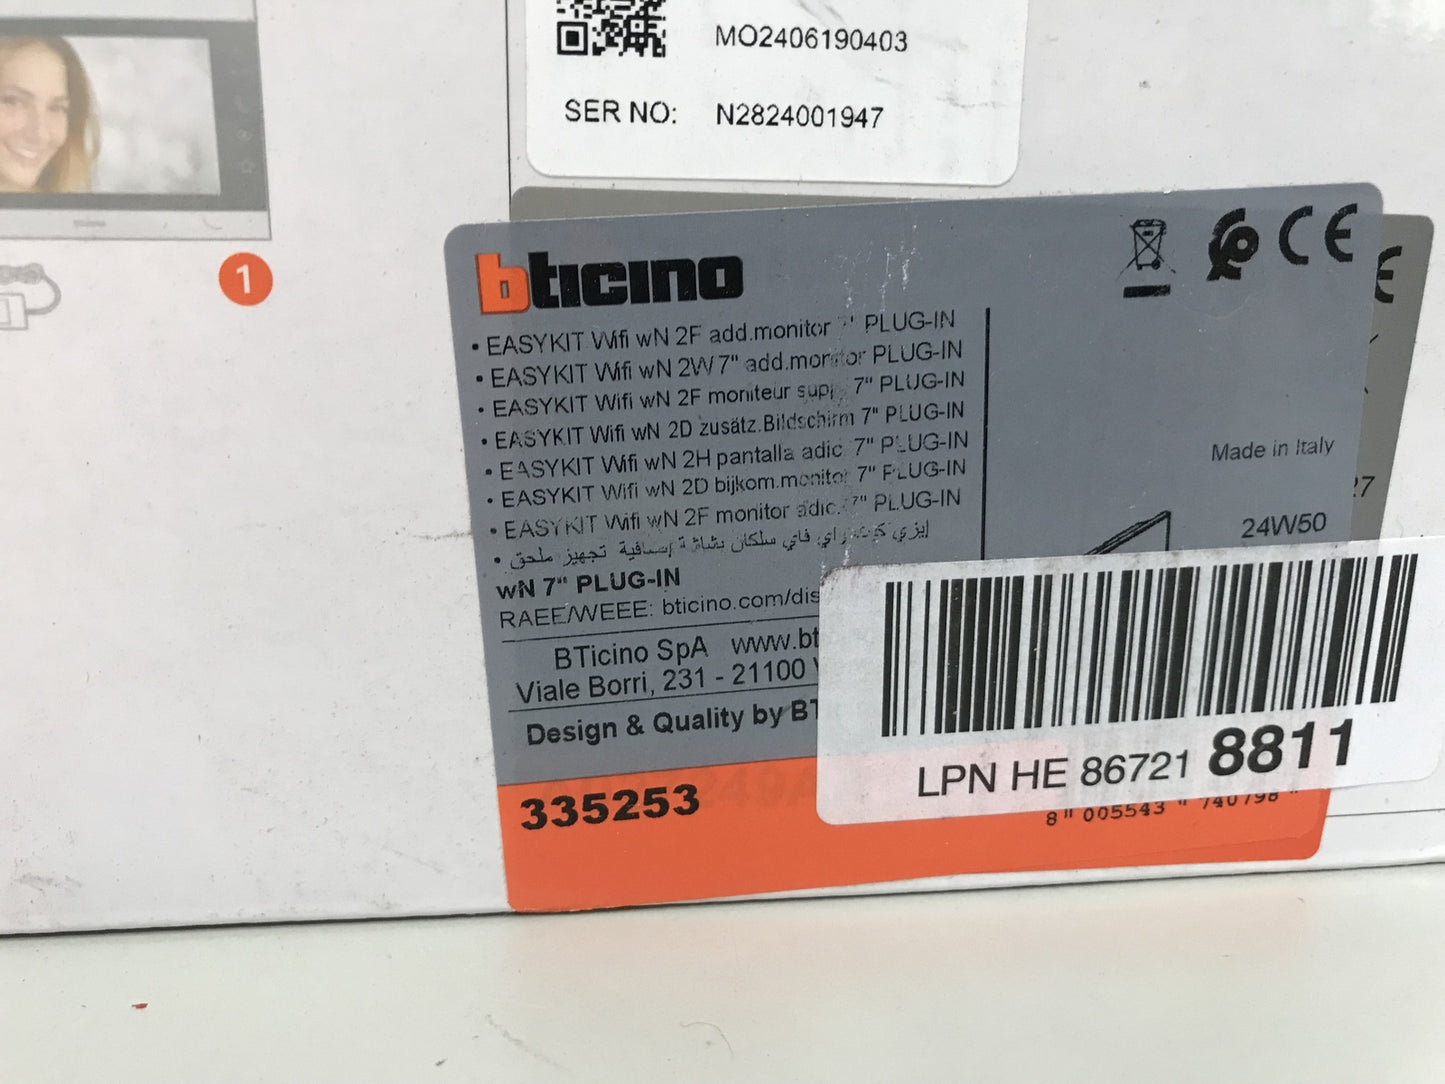 MO2406190403
SER NO: N2824001947
1
bticino
CE
CE
• EASYKIT Wifi wN 2F add.monitor 7" PLUG-IN
• EASYKIT Wifi wN 2W 7" add.monitor PLUG-IN
• EASYKIT Wifi wN 2F moniteur supp. 7" PLUG-IN
• EASYKIT Wifi wN 2D zusätz.Bildschirm 7" PLUG-IN
• EASYKIT Wifi wN 2H pantalla adic. 7" PLUG-IN
• EASYKIT Wifi wN 2D bijkom.monitor 7" PLUG-IN
• EASYKIT Wifi wN 2F monitor adic. 7" PLUG-IN
wN 7" PLUG-IN
RAEE/WEEE: bticino.com/dis
BTicino SpA www.bt
Viale Borri, 231 - 21100
Design & Quality by BT
Made in Italy
24W50
335253
LPN HE 86721 8811
8 005543 740798